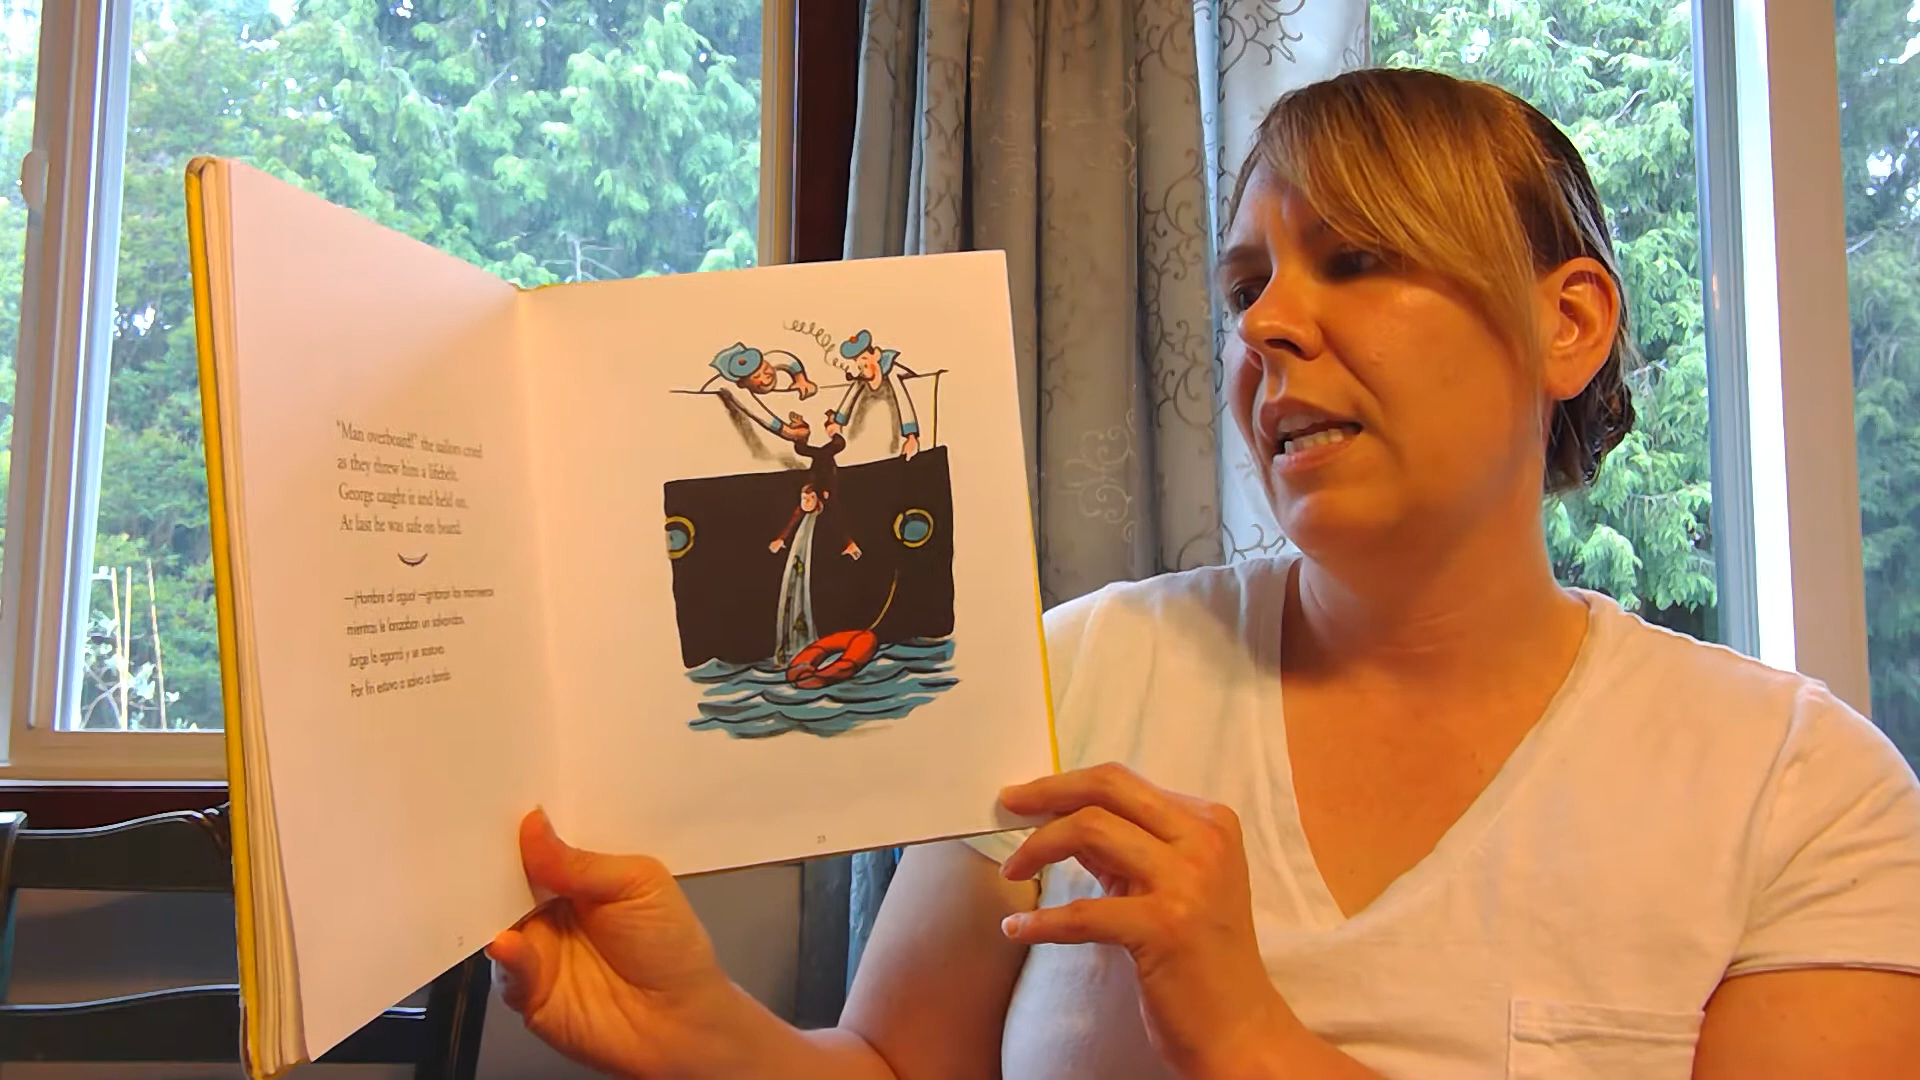 "Man overboard!" the sailors cried
as they threw him a lifebelt.
George caught it and held on.
At last he was safe on board.
—¡Hombre al agua! —gritaron los marineros
mientras le lanzaban un salvavidas.
Jorge lo agarró y se sostuvo.
Por fin estuvo a salvo a bordo.
23